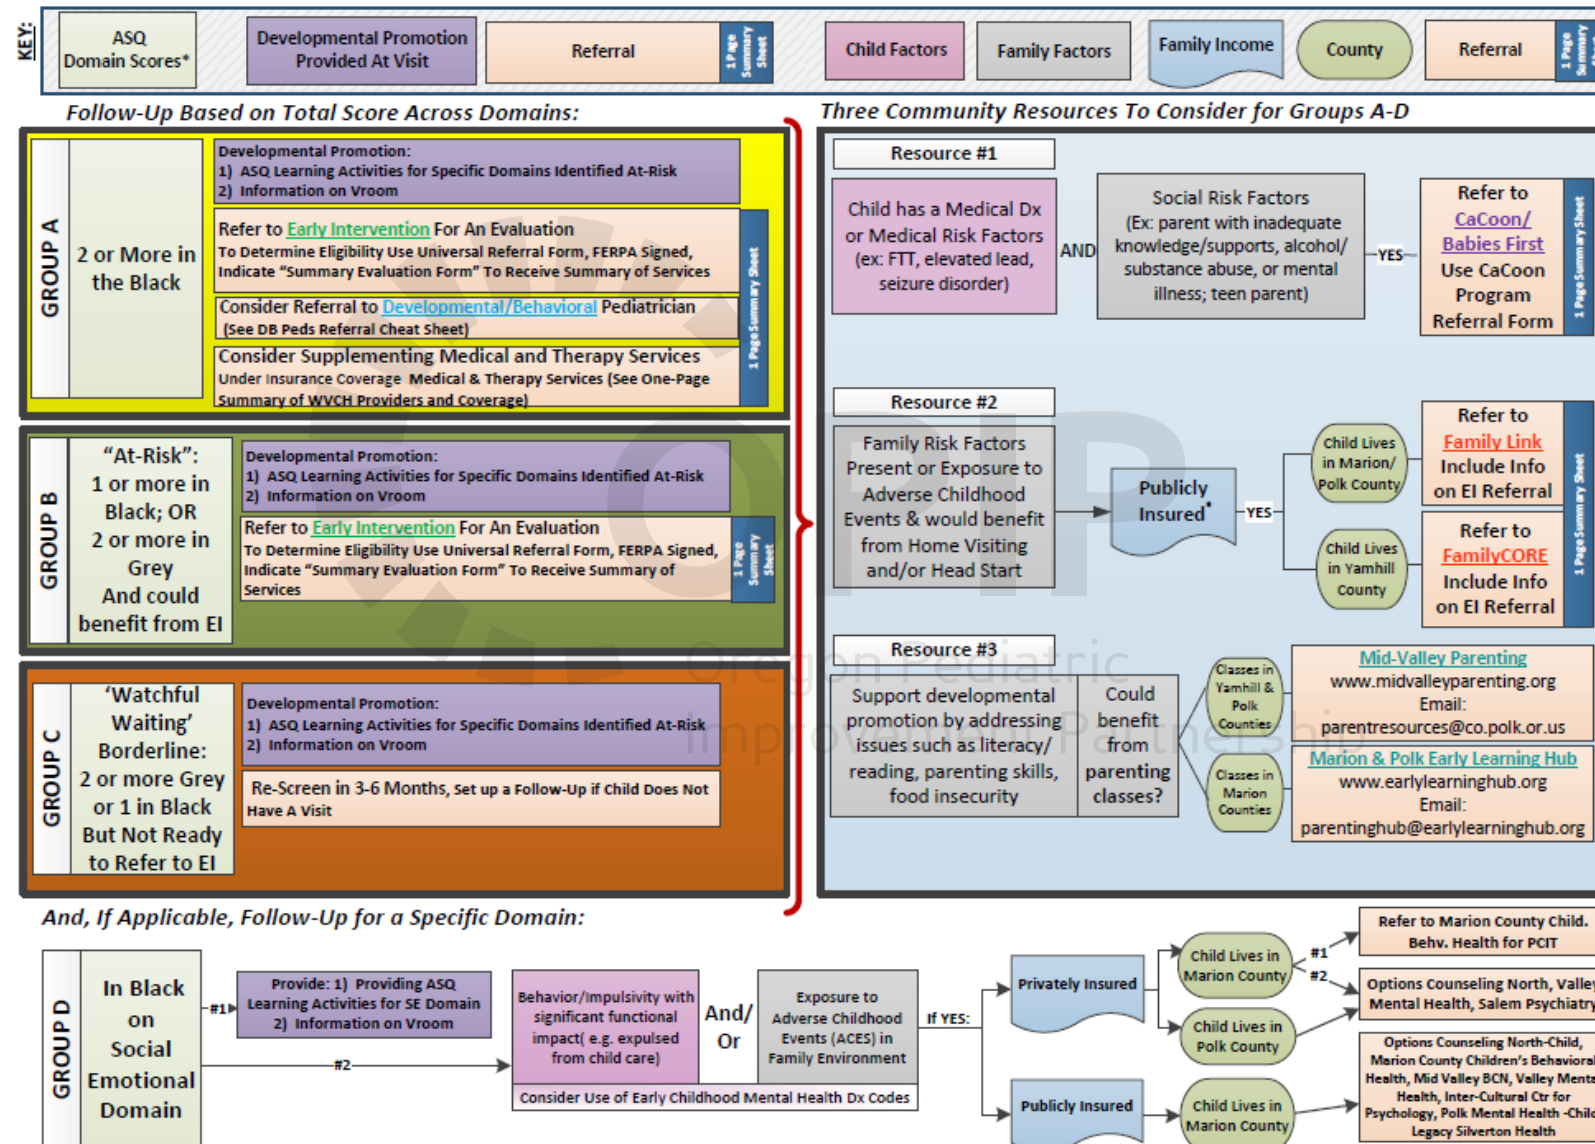 KEY:
ASQ
Domain Scores*
Developmental Promotion
Provided At Visit
Referral
1 Page
Summary
Sheet
Child Factors
Family Factors
Family Income
County
Referral
1 Page
Summary
Follow-Up Based on Total Score Across Domains:
GROUP A
2 or More in
the Black
Developmental Promotion:
1) ASQ Learning Activities for Specific Domains Identified At-Risk
2) Information on Vroom
Refer to Early Intervention For An Evaluation
To Determine Eligibility Use Universal Referral Form, FERPA Signed,
Indicate “Summary Evaluation Form” To Receive Summary of Services
Consider Referral to Developmental/Behavioral Pediatrician
(See DB Peds Referral Cheat Sheet)
Consider Supplementing Medical and Therapy Services
Under Insurance Coverage Medical & Therapy Services (See One-Page
Summary of WVCH Providers and Coverage)
1 Page Summary Sheet
GROUP B
“At-Risk”:
1 or more in
Black; OR
2 or more in
Grey
And could
benefit from EI
Developmental Promotion:
1) ASQ Learning Activities for Specific Domains Identified At-Risk
2) Information on Vroom
Refer to Early Intervention For An Evaluation
To Determine Eligibility Use Universal Referral Form, FERPA Signed,
Indicate “Summary Evaluation Form” To Receive Summary of
Services
1 Page
Summary
Sheet
GROUP C
‘Watchful
Waiting’
Borderline:
2 or more Grey
or 1 in Black
But Not Ready
to Refer to EI
Developmental Promotion:
1) ASQ Learning Activities for Specific Domains Identified At-Risk
2) Information on Vroom
Re-Screen in 3-6 Months, Set up a Follow-Up if Child Does Not
Have A Visit
Three Community Resources To Consider for Groups A-D
Resource #1
Child has a Medical Dx
or Medical Risk Factors
(ex: FTT, elevated lead,
seizure disorder)
AND
Social Risk Factors
(Ex: parent with inadequate
knowledge/supports, alcohol/
substance abuse, or mental
illness; teen parent)
YES
Refer to
CaCoon/
Babies First
Use CaCoon
Program
Referral Form
1 Page Summary Sheet
Resource #2
Family Risk Factors
Present or Exposure to
Adverse Childhood
Events & would benefit
from Home Visiting
and/or Head Start
Publicly
Insured*
YES
Child Lives
in Marion/
Polk County
Refer to
Family Link
Include Info
on EI Referral
Child Lives
in Yamhill
County
Refer to
FamilyCORE
Include Info
on EI Referral
1 Page Summary Sheet
Resource #3
Support developmental
promotion by addressing
issues such as literacy/
reading, parenting skills,
food insecurity
Could
benefit
from
parenting
classes?
Classes in
Yamhill &
Polk
Counties
Mid-Valley Parenting
www.midvalleyparenting.org
Email:
parentresources@co.polk.or.us
Classes in
Marion
Counties
Marion & Polk Early Learning Hub
www.earlylearninghub.org
Email:
parentinghub@earlylearninghub.org
OPIP
Oregon Pediatric
Improvement Partnership
And, If Applicable, Follow-Up for a Specific Domain:
GROUP D
In Black
on
Social
Emotional
Domain
#1
Provide: 1) Providing ASQ
Learning Activities for SE Domain
2) Information on Vroom
#2
Behavior/Impulsivity with
significant functional
impact( e.g. expulsed
from child care)
And/
Or
Exposure to
Adverse Childhood
Events (ACES) in
Family Environment
Consider Use of Early Childhood Mental Health Dx Codes
If YES:
Privately Insured
Child Lives in
Marion County
#1
#2
Refer to Marion County Child.
Behv. Health for PCIT
Options Counseling North, Valley
Mental Health, Salem Psychiatry
Child Lives in
Polk County
Publicly Insured
Child Lives in
Marion County
Options Counseling North-Child,
Marion County Children's Behavioral
Health, Mid Valley BCN, Valley Mental
Health, Inter-Cultural Ctr for
Psychology, Polk Mental Health -Child
Legacy Silverton Health